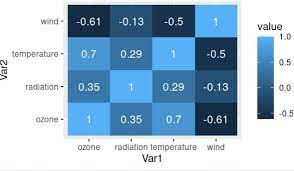 wind -0.61 -0.13 -0.5 1
temperature 0.7 0.29 1 -0.5
radiation 0.35 1 0.29 -0.13
ozone 1 0.35 0.7 -0.61
ozone radiation temperature wind
Var1
Var2
value
1.0
0.5
0.0
-0.5